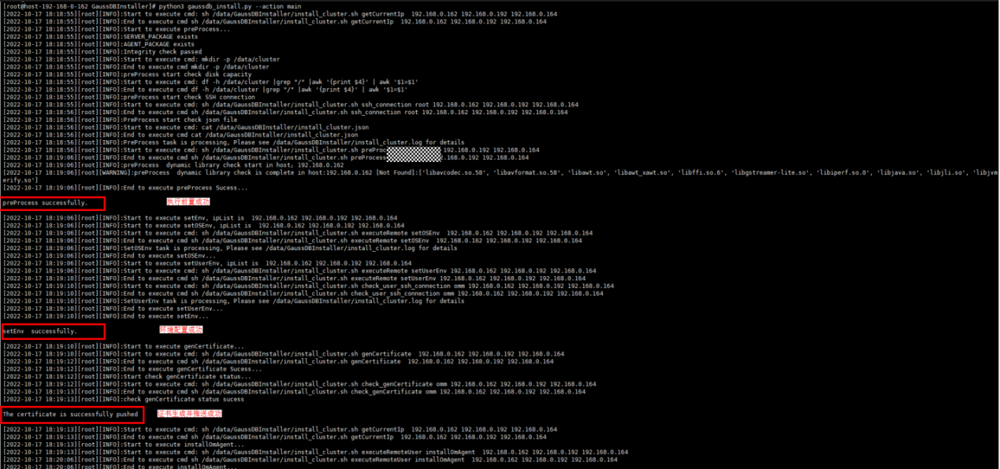 [root@host-192-168-0-162 GaussDBInstaller]# python3 gaussdb_install.py --action main
[2022-10-17 18:18:55][root][INFO]:Start to execute cmd: sh /data/GaussDBInstaller/install_cluster.sh getCurrentIp  192.168.0.162 192.168.0.192 192.168.0.164
[2022-10-17 18:18:55][root][INFO]:End to execute cmd sh /data/GaussDBInstaller/install_cluster.sh getCurrentIp  192.168.0.162 192.168.0.192 192.168.0.164
[2022-10-17 18:18:55][root][INFO]:Start to execute preProcess...
[2022-10-17 18:18:55][root][INFO]:SERVER_PACKAGE exists
[2022-10-17 18:18:55][root][INFO]:AGENT_PACKAGE exists
[2022-10-17 18:18:55][root][INFO]:Integrity check passed
[2022-10-17 18:18:55][root][INFO]:Start to execute cmd: mkdir -p /data/cluster
[2022-10-17 18:18:55][root][INFO]:End to execute cmd mkdir -p /data/cluster
[2022-10-17 18:18:55][root][INFO]:preProcess start check disk capacity
[2022-10-17 18:18:55][root][INFO]:Start to execute cmd: df -h /data/cluster |grep "/" |awk '{print $4}' | awk '$1=$1'
[2022-10-17 18:18:55][root][INFO]:End to execute cmd df -h /data/cluster |grep "/" |awk '{print $4}' | awk '$1=$1'
[2022-10-17 18:18:55][root][INFO]:preProcess start check SSH connection
[2022-10-17 18:18:55][root][INFO]:Start to execute cmd: sh /data/GaussDBInstaller/install_cluster.sh ssh_connection root 192.168.0.162 192.168.0.192 192.168.0.164
[2022-10-17 18:18:56][root][INFO]:End to execute cmd sh /data/GaussDBInstaller/install_cluster.sh ssh_connection root 192.168.0.162 192.168.0.192 192.168.0.164
[2022-10-17 18:18:56][root][INFO]:PreProcess start check json file
[2022-10-17 18:18:56][root][INFO]:Start to execute cmd: cat /data/GaussDBInstaller/install_cluster.json
[2022-10-17 18:18:56][root][INFO]:End to execute cmd cat /data/GaussDBInstaller/install_cluster.json
[2022-10-17 18:18:56][root][INFO]:PreProcess task is processing, Please see /data/GaussDBInstaller/install_cluster.log for details
[2022-10-17 18:18:56][root][INFO]:Start to execute cmd: sh /data/GaussDBInstaller/install_cluster.sh preProc 192.168.0.192 192.168.0.164
[2022-10-17 18:19:06][root][INFO]:End to execute cmd sh /data/GaussDBInstaller/install_cluster.sh preProcess .168.0.192 192.168.0.164
[2022-10-17 18:19:06][root][INFO]:preProcess  dynamic library check start in host: 192.168.0.162
[2022-10-17 18:19:06][root][WARNING]:preProcess  dynamic library check is complete in host:192.168.0.162 [Not Found]:['libavcodec.so.58', 'libavformat.so.58', 'libawt.so', 'libawt_xawt.so', 'libffi.so.6', 'libgstreamer-lite.so', 'libiperf.so.0', 'libjava.so', 'libjli.so', 'libjvm
erify.so']
[2022-10-17 18:19:06][root][INFO]:End to execute preProcess Sucess...
preProcess successfully.  执行前置成功
[2022-10-17 18:19:06][root][INFO]:Start to execute setEnv, ipList is  192.168.0.162 192.168.0.192 192.168.0.164
[2022-10-17 18:19:06][root][INFO]:Start to execute setOSEnv, ipList is  192.168.0.162 192.168.0.192 192.168.0.164
[2022-10-17 18:19:06][root][INFO]:Start to execute cmd: sh /data/GaussDBInstaller/install_cluster.sh executeRemote setOSEnv  192.168.0.162 192.168.0.192 192.168.0.164
[2022-10-17 18:19:06][root][INFO]:End to execute cmd sh /data/GaussDBInstaller/install_cluster.sh executeRemote setOSEnv  192.168.0.162 192.168.0.192 192.168.0.164
[2022-10-17 18:19:06][root][INFO]:SetOSEnv task is processing, Please see /data/GaussDBInstaller/install_cluster.log for details
[2022-10-17 18:19:06][root][INFO]:End to execute setOSEnv...
[2022-10-17 18:19:06][root][INFO]:Start to execute setUserEnv, ipList is  192.168.0.162 192.168.0.192 192.168.0.164
[2022-10-17 18:19:06][root][INFO]:Start to execute cmd: sh /data/GaussDBInstaller/install_cluster.sh executeRemote setUserEnv 192.168.0.162 192.168.0.192 192.168.0.164
[2022-10-17 18:19:10][root][INFO]:End to execute cmd sh /data/GaussDBInstaller/install_cluster.sh executeRemote setUserEnv 192.168.0.162 192.168.0.192 192.168.0.164
[2022-10-17 18:19:10][root][INFO]:Start to execute cmd: sh /data/GaussDBInstaller/install_cluster.sh check_user_ssh_connection omm 192.168.0.162 192.168.0.192 192.168.0.164
[2022-10-17 18:19:10][root][INFO]:End to execute cmd sh /data/GaussDBInstaller/install_cluster.sh check_user_ssh_connection omm 192.168.0.162 192.168.0.192 192.168.0.164
[2022-10-17 18:19:10][root][INFO]:SetUserEnv task is processing, Please see /data/GaussDBInstaller/install_cluster.log for details
[2022-10-17 18:19:10][root][INFO]:End to execute setUserEnv...
[2022-10-17 18:19:10][root][INFO]:End to execute setEnv...
setEnv  successfully.  环境配置成功
[2022-10-17 18:19:10][root][INFO]:Start to execute genCertificate...
[2022-10-17 18:19:10][root][INFO]:Start to execute cmd: sh /data/GaussDBInstaller/install_cluster.sh genCertificate  192.168.0.162 192.168.0.192 192.168.0.164
[2022-10-17 18:19:12][root][INFO]:End to execute cmd sh /data/GaussDBInstaller/install_cluster.sh genCertificate  192.168.0.162 192.168.0.192 192.168.0.164
[2022-10-17 18:19:12][root][INFO]:End to execute genCertificate Sucess...
[2022-10-17 18:19:12][root][INFO]:Start check genCertificate status...
[2022-10-17 18:19:12][root][INFO]:Start to execute cmd: sh /data/GaussDBInstaller/install_cluster.sh check_genCertificate omm 192.168.0.162 192.168.0.192 192.168.0.164
[2022-10-17 18:19:13][root][INFO]:End to execute cmd sh /data/GaussDBInstaller/install_cluster.sh check_genCertificate omm 192.168.0.162 192.168.0.192 192.168.0.164
[2022-10-17 18:19:13][root][INFO]:check genCertificate status sucess
The certificate is successfully pushed  证书生成并推送成功
[2022-10-17 18:19:13][root][INFO]:Start to execute cmd: sh /data/GaussDBInstaller/install_cluster.sh getCurrentIp  192.168.0.162 192.168.0.192 192.168.0.164
[2022-10-17 18:19:13][root][INFO]:End to execute cmd sh /data/GaussDBInstaller/install_cluster.sh getCurrentIp  192.168.0.162 192.168.0.192 192.168.0.164
[2022-10-17 18:19:13][root][INFO]:Start to execute installOmAgent...
[2022-10-17 18:19:13][root][INFO]:Start to execute cmd: sh /data/GaussDBInstaller/install_cluster.sh executeRemoteUser installOmAgent  192.168.0.162 192.168.0.192 192.168.0.164
[2022-10-17 18:20:06][root][INFO]:End to execute cmd sh /data/GaussDBInstaller/install_cluster.sh executeRemoteUser installOmAgent  192.168.0.162 192.168.0.192 192.168.0.164
[2022-10-17 18:20:06][root][INFO]:End to execute installOmAgent...